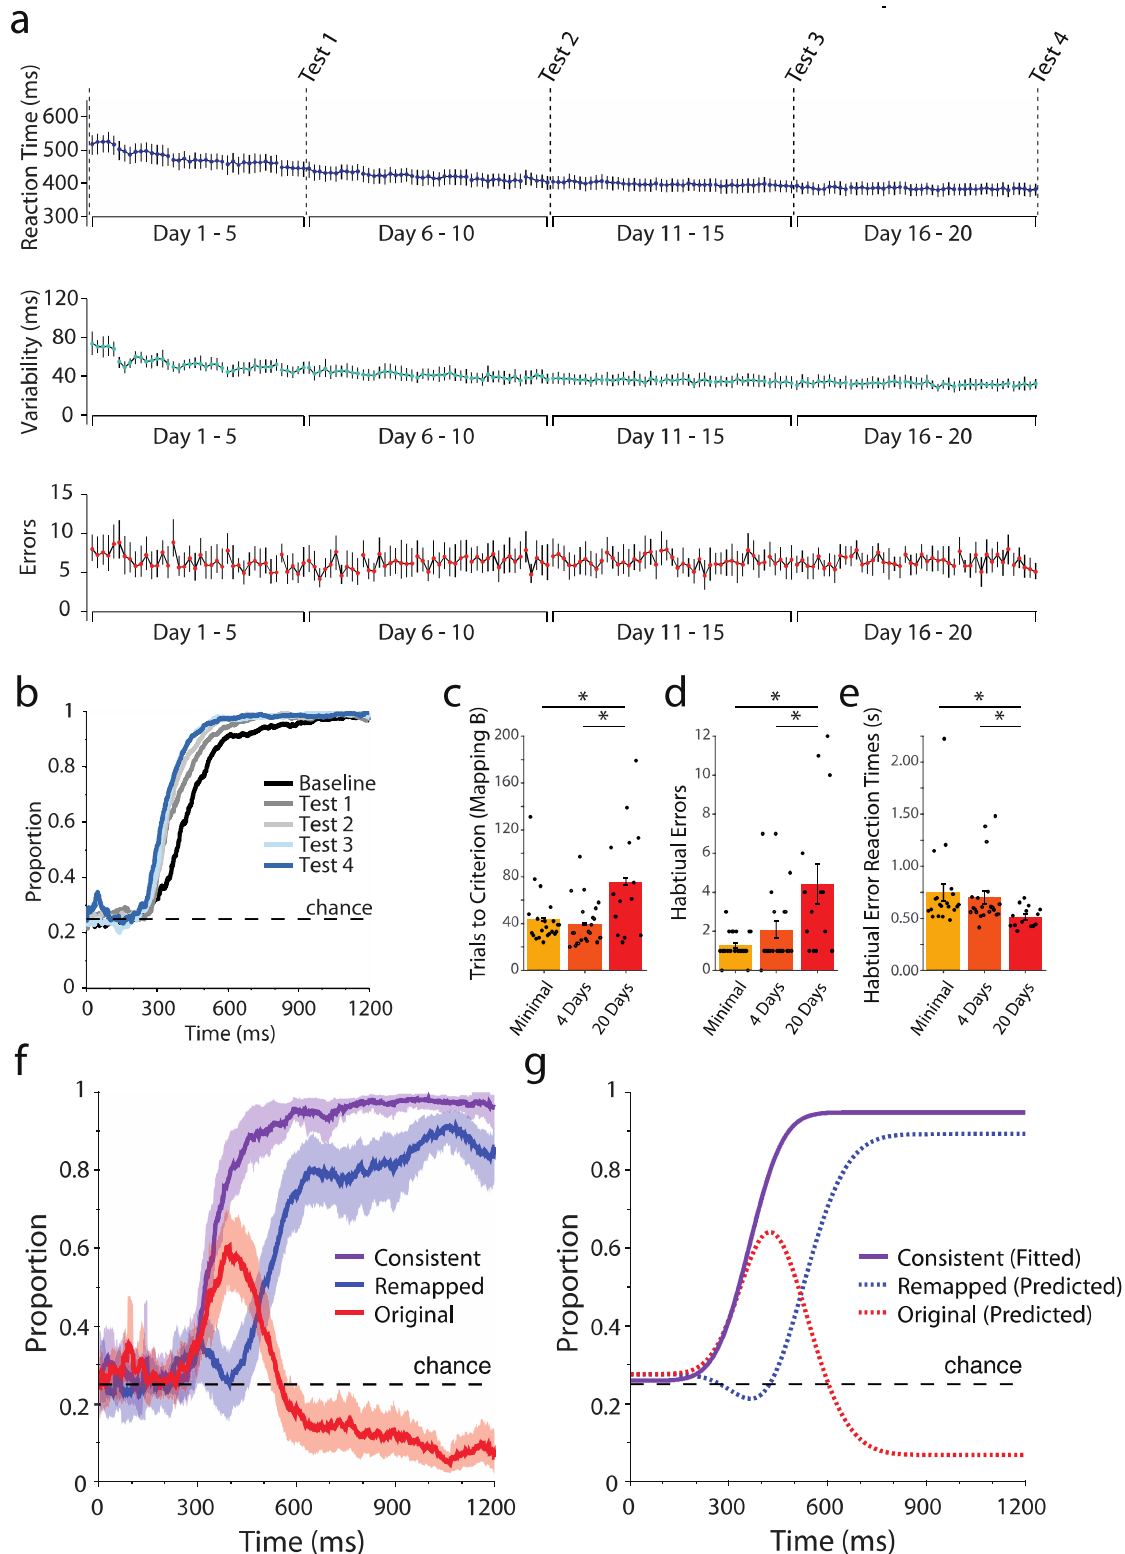 a
Test 1
Test 2
Test 3
Test 4
Reaction Time (ms)
600
500
400
300
Day 1 - 5
Day 6 - 10
Day 11 - 15
Day 16 - 20
Variability (ms)
120
80
40
0
Day 1 - 5
Day 6 - 10
Day 11 - 15
Day 16 - 20
Errors
15
10
5
0
Day 1 - 5
Day 6 - 10
Day 11 - 15
Day 16 - 20
b
Proportion
1
0.8
0.6
0.4
0.2
0
Baseline
Test 1
Test 2
Test 3
Test 4
chance
0 300 600 900 1200
Time (ms)
c
* *
Trials to Criterion (Mapping B)
200
160
120
80
40
0
Minimal
4 Days
20 Days
d
* *
Habtiual Errors
12
10
8
6
4
2
0
Minimal
4 Days
20 Days
e
* *
Habtiual Error Reaction Times (s)
2.00
1.50
1.00
0.50
0.00
Minimal
4 Days
20 Days
f
Proportion
1
0.8
0.6
0.4
0.2
0
Consistent
Remapped
Original
chance
0 300 600 900 1200
Time (ms)
g
Proportion
1
0.8
0.6
0.4
0.2
0
Consistent (Fitted)
Remapped (Predicted)
Original (Predicted)
chance
0 300 600 900 1200
Time (ms)